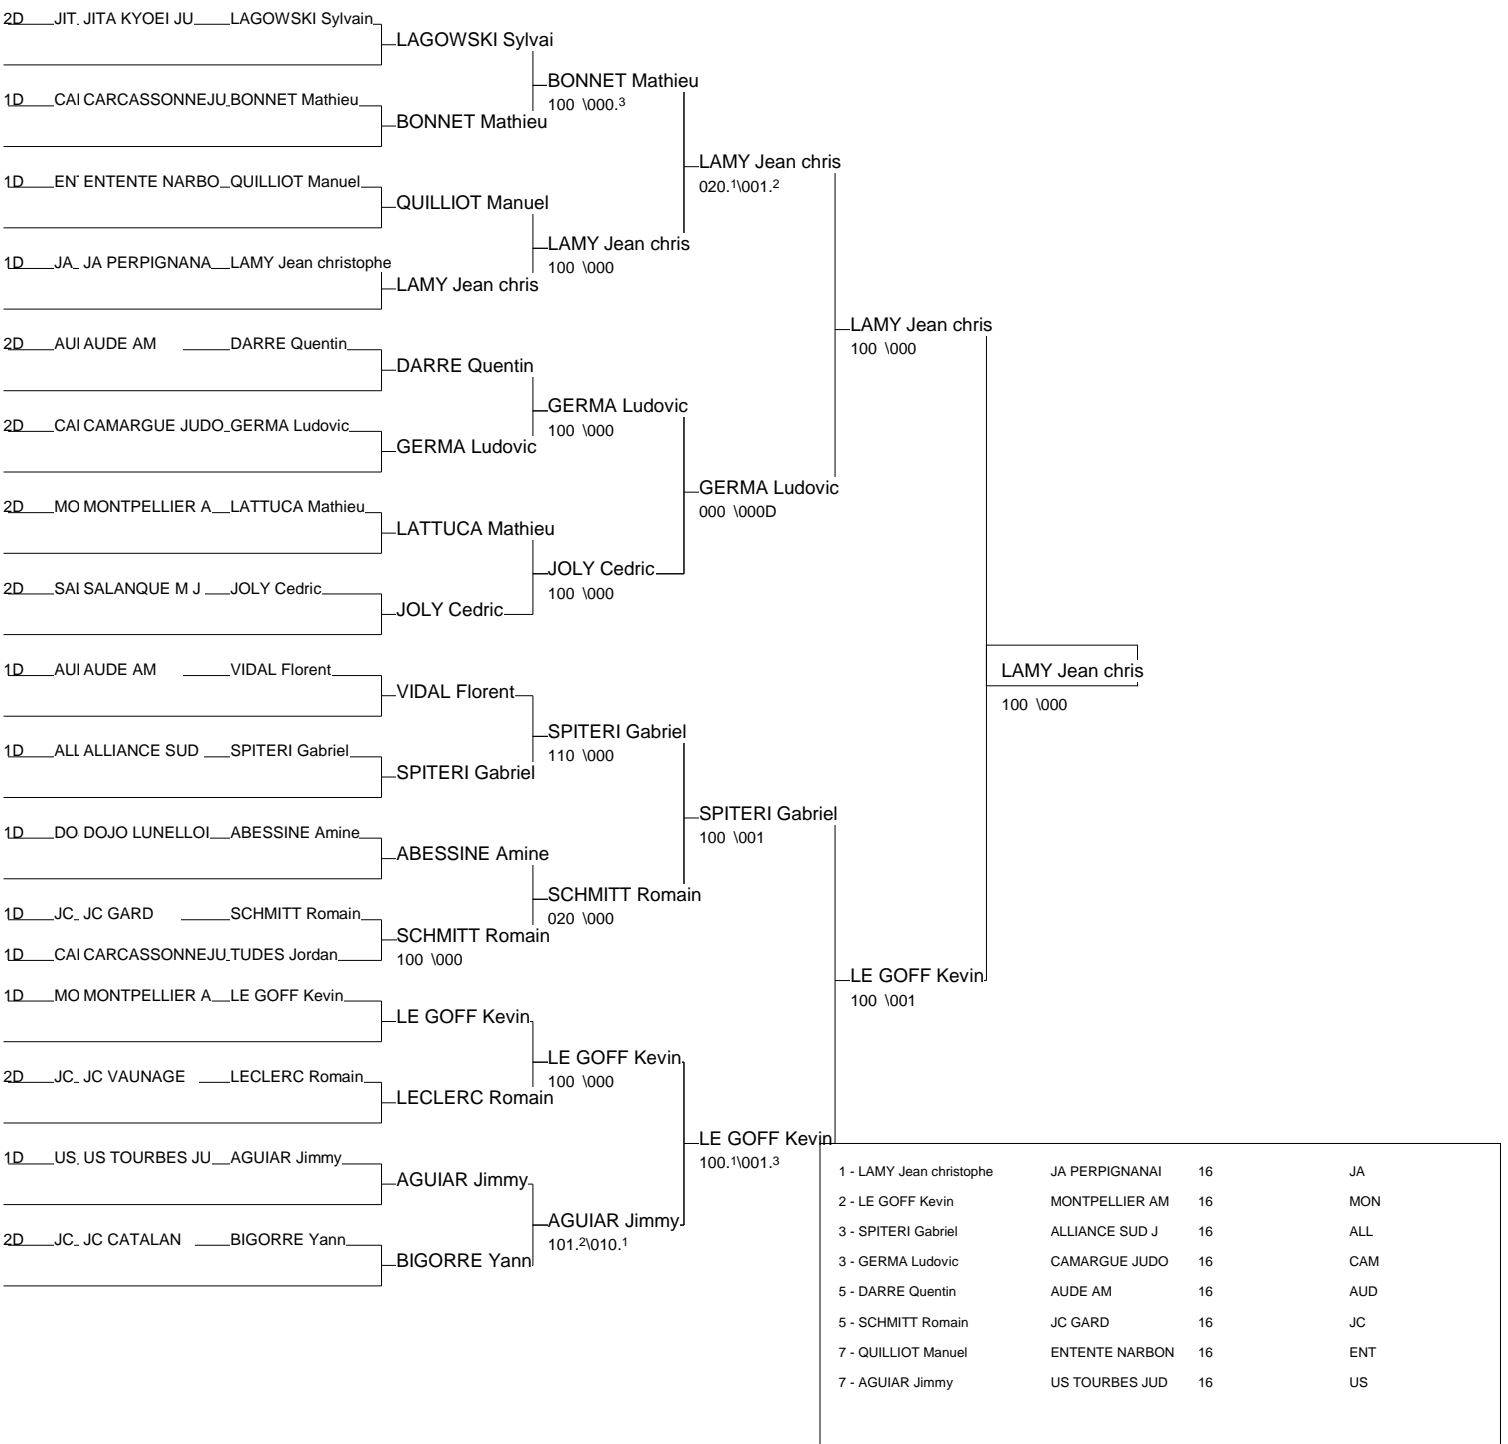 2D JIT JITA KYOEI JU LAGOWSKI Sylvain
LAGOWSKI Sylvai
BONNET Mathieu
1D CAI CARCASSONNEJU BONNET Mathieu
100 \000.3
BONNET Mathieu
LAMY Jean chris
1D EN ENTENTE NARBO QUILLIOT Manuel
020.1\001.2
QUILLIOT Manuel
LAMY Jean chris
1D JA JA PERPIGNANA LAMY Jean christophe
100 \000
LAMY Jean chris
LAMY Jean chris
2D AUI AUDE AM DARRE Quentin
100 \000
DARRE Quentin
GERMA Ludovic
2D CAI CAMARGUE JUDO GERMA Ludovic
100 \000
GERMA Ludovic
GERMA Ludovic
2D MO MONTPELLIER A LATTUCA Mathieu
000 \000D
LATTUCA Mathieu
JOLY Cedric
2D SAI SALANQUE M J JOLY Cedric
100 \000
JOLY Cedric
1D AUI AUDE AM VIDAL Florent
LAMY Jean chris
VIDAL Florent
100 \000
SPITERI Gabriel
1D ALL ALLIANCE SUD SPITERI Gabriel
110 \000
SPITERI Gabriel
SPITERI Gabriel
1D DO DOJO LUNELLOI ABESSINE Amine
100 \001
ABESSINE Amine
SCHMITT Romain
1D JC JC GARD SCHMITT Romain
020 \000
SCHMITT Romain
1D CAI CARCASSONNEJU TUDES Jordan
100 \000
LE GOFF Kevin
1D MO MONTPELLIER A LE GOFF Kevin
100 \001
LE GOFF Kevin
LE GOFF Kevin
2D JC JC VAUNAGE LECLERC Romain
100 \000
LECLERC Romain
LE GOFF Kevin
1D US US TOURBES JU AGUIAR Jimmy
100.1\001.3
AGUIAR Jimmy
AGUIAR Jimmy
2D JC JC CATALAN BIGORRE Yann
101.2\010.1
BIGORRE Yann
1 - LAMY Jean christophe JA PERPIGNANAI 16 JA
2 - LE GOFF Kevin MONTPELLIER AM 16 MON
3 - SPITERI Gabriel ALLIANCE SUD J 16 ALL
3 - GERMA Ludovic CAMARGUE JUDO 16 CAM
5 - DARRE Quentin AUDE AM 16 AUD
5 - SCHMITT Romain JC GARD 16 JC
7 - QUILLIOT Manuel ENTENTE NARBON 16 ENT
7 - AGUIAR Jimmy US TOURBES JUD 16 US